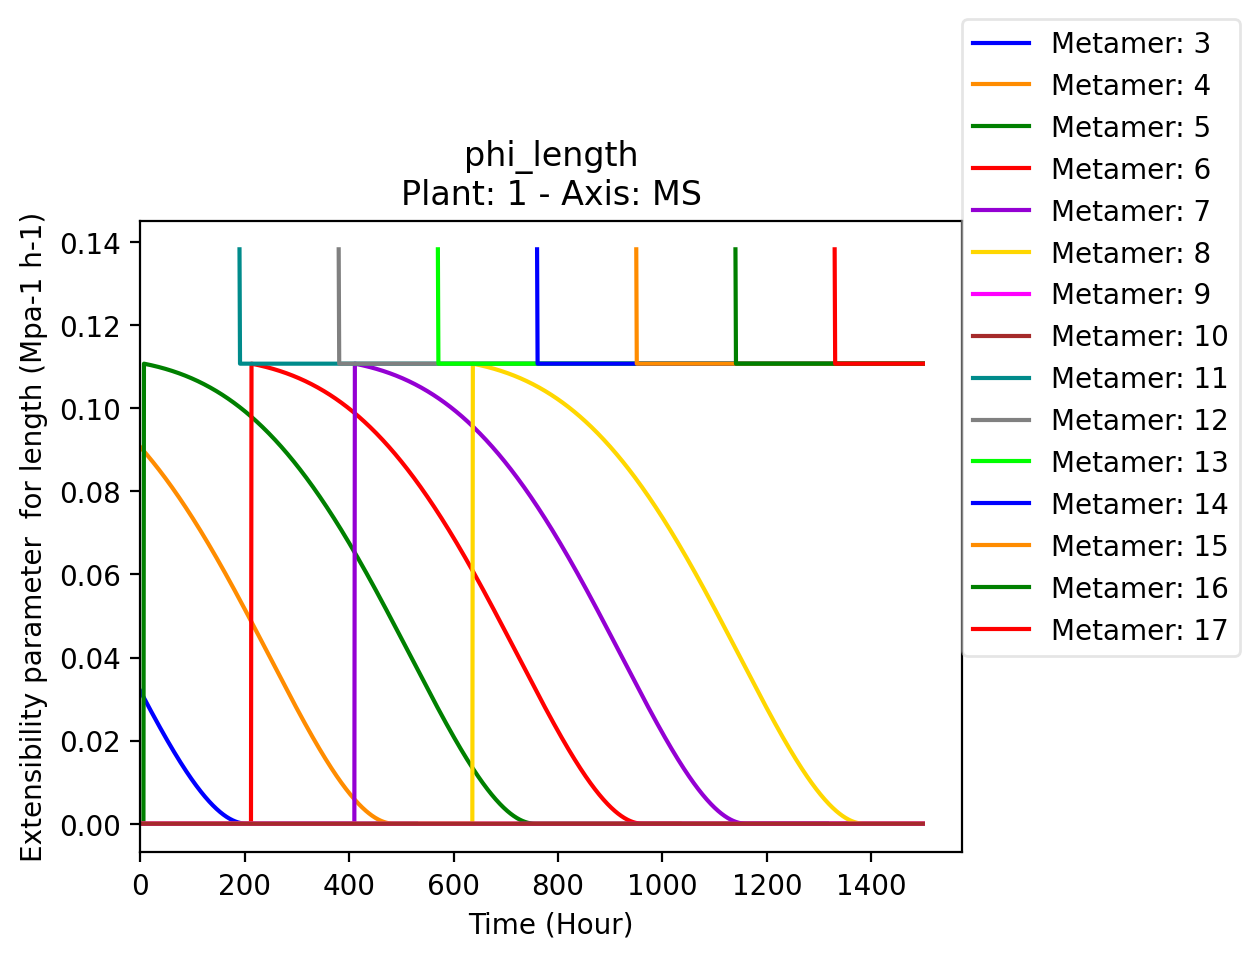 phi_length
Plant: 1 - Axis: MS
Extensibility parameter  for length (Mpa-1 h-1)
0.14
0.12
0.10
0.08
0.06
0.04
0.02
0.00
0
200
400
600
800
1000
1200
1400
Time (Hour)
Metamer: 3
Metamer: 4
Metamer: 5
Metamer: 6
Metamer: 7
Metamer: 8
Metamer: 9
Metamer: 10
Metamer: 11
Metamer: 12
Metamer: 13
Metamer: 14
Metamer: 15
Metamer: 16
Metamer: 17